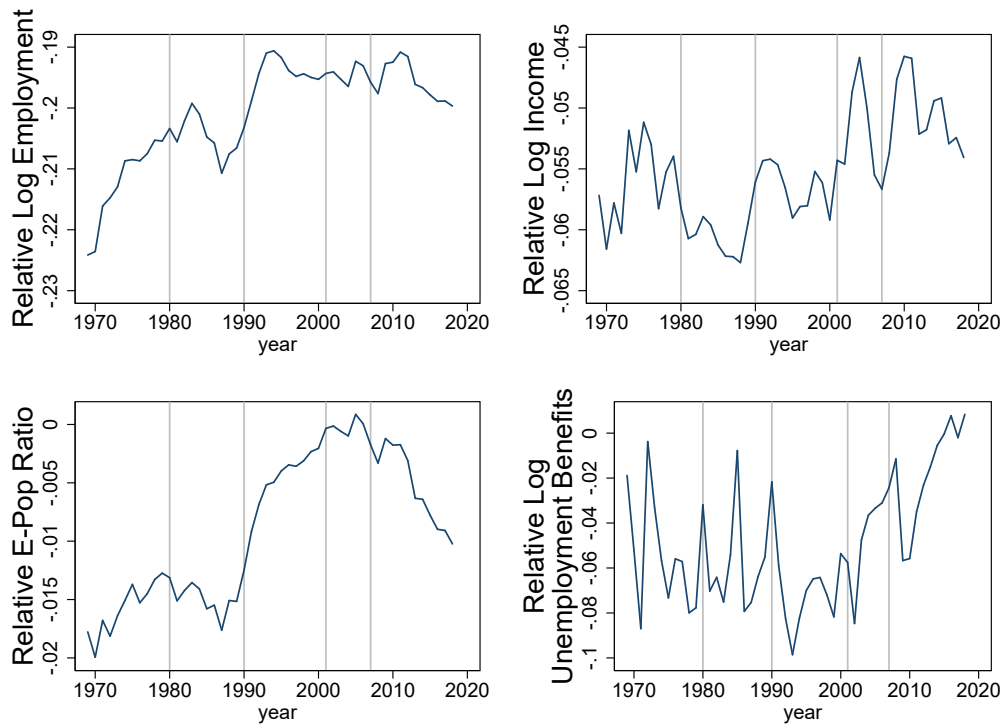 Relative Log Employment
-.19
-.2
-.21
-.22
-.23
1970 1980 1990 2000 2010 2020
year
Relative Log Income
-.045
-.05
-.055
-.06
-.065
1970 1980 1990 2000 2010 2020
year
Relative E-Pop Ratio
0
-.005
-.01
-.015
-.02
1970 1980 1990 2000 2010 2020
year
Relative Log
Unemployment Benefits
0
-.02
-.04
-.06
-.08
-.1
1970 1980 1990 2000 2010 2020
year